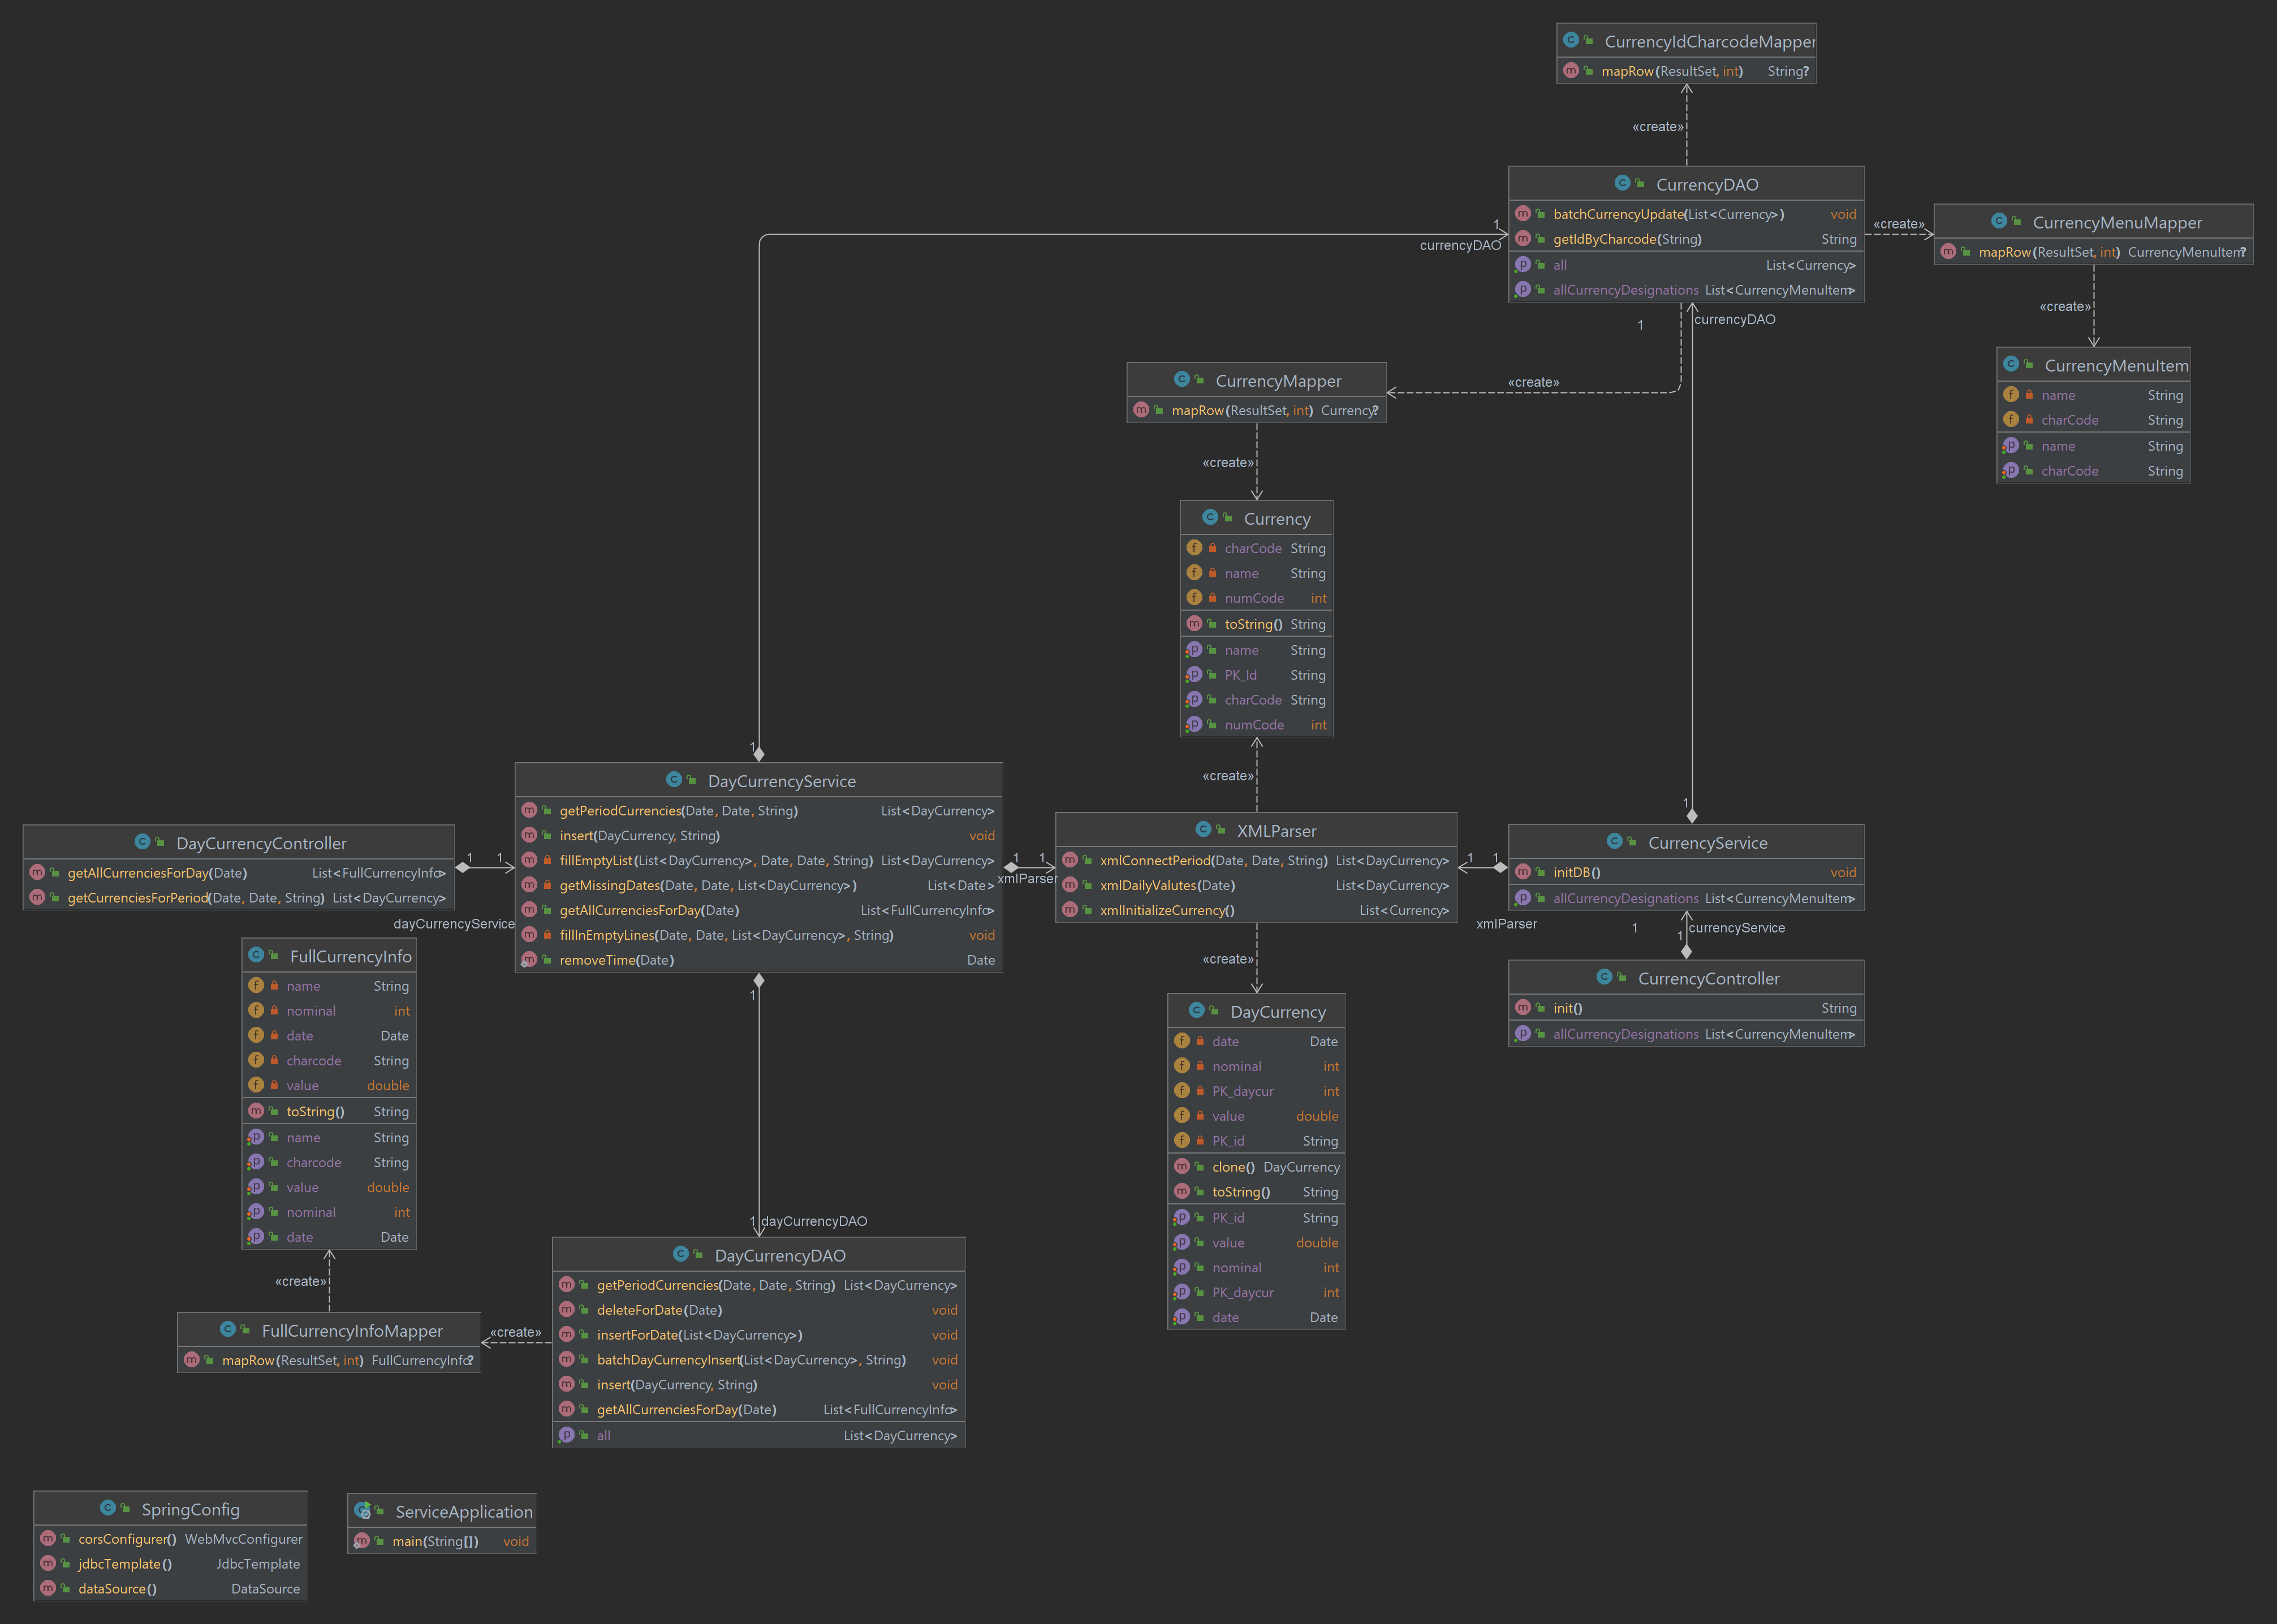 CurrencyIdCharcodeMapper
mapRow(ResultSet, int) String?
«create»
CurrencyDAO
batchCurrencyUpdate(List<Currency>) void
getIdByCharcode(String) String
all List<Currency>
allCurrencyDesignations List<CurrencyMenuItem>
«create»
CurrencyMenuMapper
mapRow(ResultSet, int) CurrencyMenuItem?
«create»
CurrencyMenuItem
name String
charCode String
name String
charCode String
1
currencyDAO
1
currencyDAO
«create»
CurrencyMapper
mapRow(ResultSet, int) Currency?
«create»
Currency
charCode String
name String
numCode int
toString() String
name String
PK_Id String
charCode String
numCode int
«create»
1
DayCurrencyService
getPeriodCurrencies(Date, Date, String) List<DayCurrency>
insert(DayCurrency, String) void
fillEmptyList(List<DayCurrency>, Date, Date, String) List<DayCurrency>
getMissingDates(Date, Date, List<DayCurrency>) List<Date>
getAllCurrenciesForDay(Date) List<FullCurrencyInfo>
fillInEmptyLines(Date, Date, List<DayCurrency>, String) void
removeTime(Date) Date
DayCurrencyController
getAllCurrenciesForDay(Date) List<FullCurrencyInfo>
getCurrenciesForPeriod(Date, Date, String) List<DayCurrency>
1 1
dayCurrencyService
1 1
xmlParser
XMLParser
xmlConnectPeriod(Date, Date, String) List<DayCurrency>
xmlDailyValutes(Date) List<DayCurrency>
xmlInitializeCurrency() List<Currency>
1 1
xmlParser
1
CurrencyService
initDB() void
allCurrencyDesignations List<CurrencyMenuItem>
1
currencyService
1
CurrencyController
init() String
allCurrencyDesignations List<CurrencyMenuItem>
«create»
DayCurrency
date Date
nominal int
PK_daycur int
value double
PK_id String
clone() DayCurrency
toString() String
PK_id String
value double
nominal int
PK_daycur int
date Date
FullCurrencyInfo
name String
nominal int
date Date
charcode String
value double
toString() String
name String
charcode String
value double
nominal int
date Date
«create»
FullCurrencyInfoMapper
mapRow(ResultSet, int) FullCurrencyInfo?
«create»
1
1 dayCurrencyDAO
DayCurrencyDAO
getPeriodCurrencies(Date, Date, String) List<DayCurrency>
deleteForDate(Date) void
insertForDate(List<DayCurrency>) void
batchDayCurrencyInsert(List<DayCurrency>, String) void
insert(DayCurrency, String) void
getAllCurrenciesForDay(Date) List<FullCurrencyInfo>
all List<DayCurrency>
SpringConfig
corsConfigurer() WebMvcConfigurer
jdbcTemplate() JdbcTemplate
dataSource() DataSource
ServiceApplication
main(String[]) void